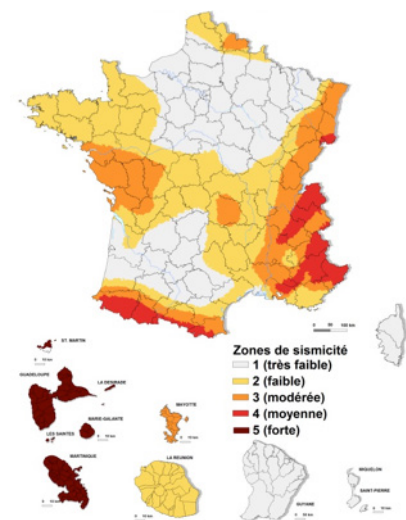 ST. MARTIN
GUADELOUPE
LA DESIRADE
MARIE-GALANTE
LES SAINTES
MARTINIQUE
MAYOTTE
LA REUNION
Zones de sismicité
1 (très faible)
2 (faible)
3 (modérée)
4 (moyenne)
5 (forte)
GUYANE
MIQUELON
SAINT-PIERRE